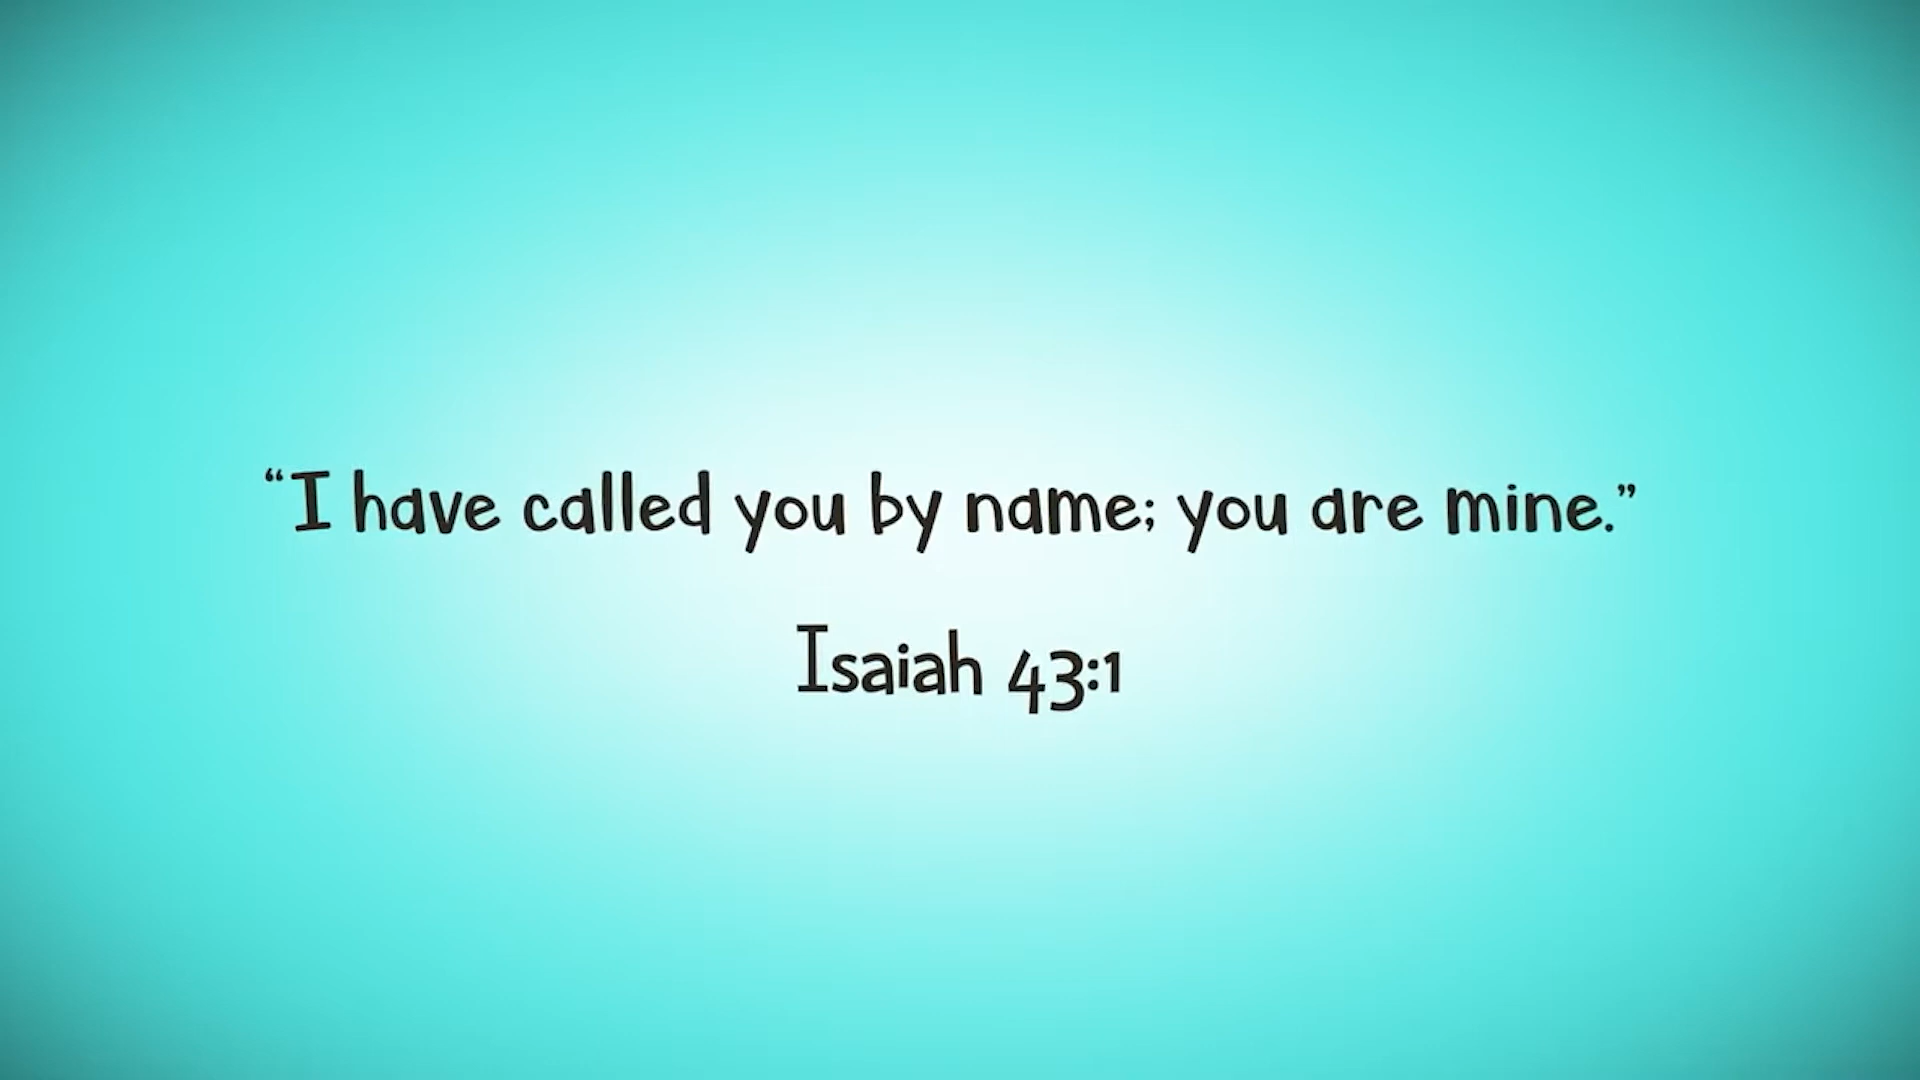 “I have called you by name; you are mine.”
Isaiah 43:1